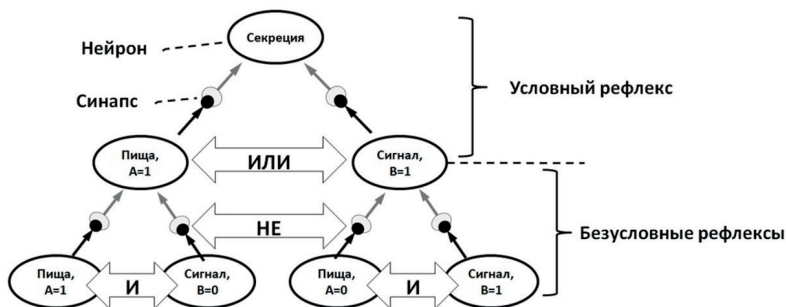 Секреция
Нейрон
Условный рефлекс
Синапс
Пища,
A=1
ИЛИ
Сигнал,
B=1
НЕ
Безусловные рефлексы
Пища,
A=1
И
Сигнал,
B=0
Пища,
A=0
И
Сигнал,
B=1